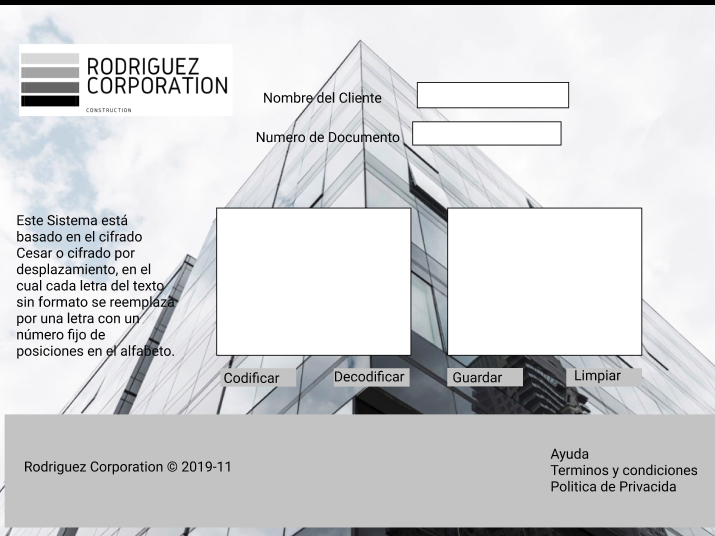 RODRIGUEZ
CORPORATION
CONSTRUCTION
Nombre del Cliente
Numero de Documento
Este Sistema está
basado en el cifrado
Cesar o cifrado por
desplazamiento, en el
cual cada letra del texto
sin formato se reemplaza
por una letra con un
número fijo de
posiciones en el alfabeto.
Codificar
Decodificar
Guardar
Limpiar
Rodriguez Corporation © 2019-11
Ayuda
Terminos y condiciones
Politica de Privacida